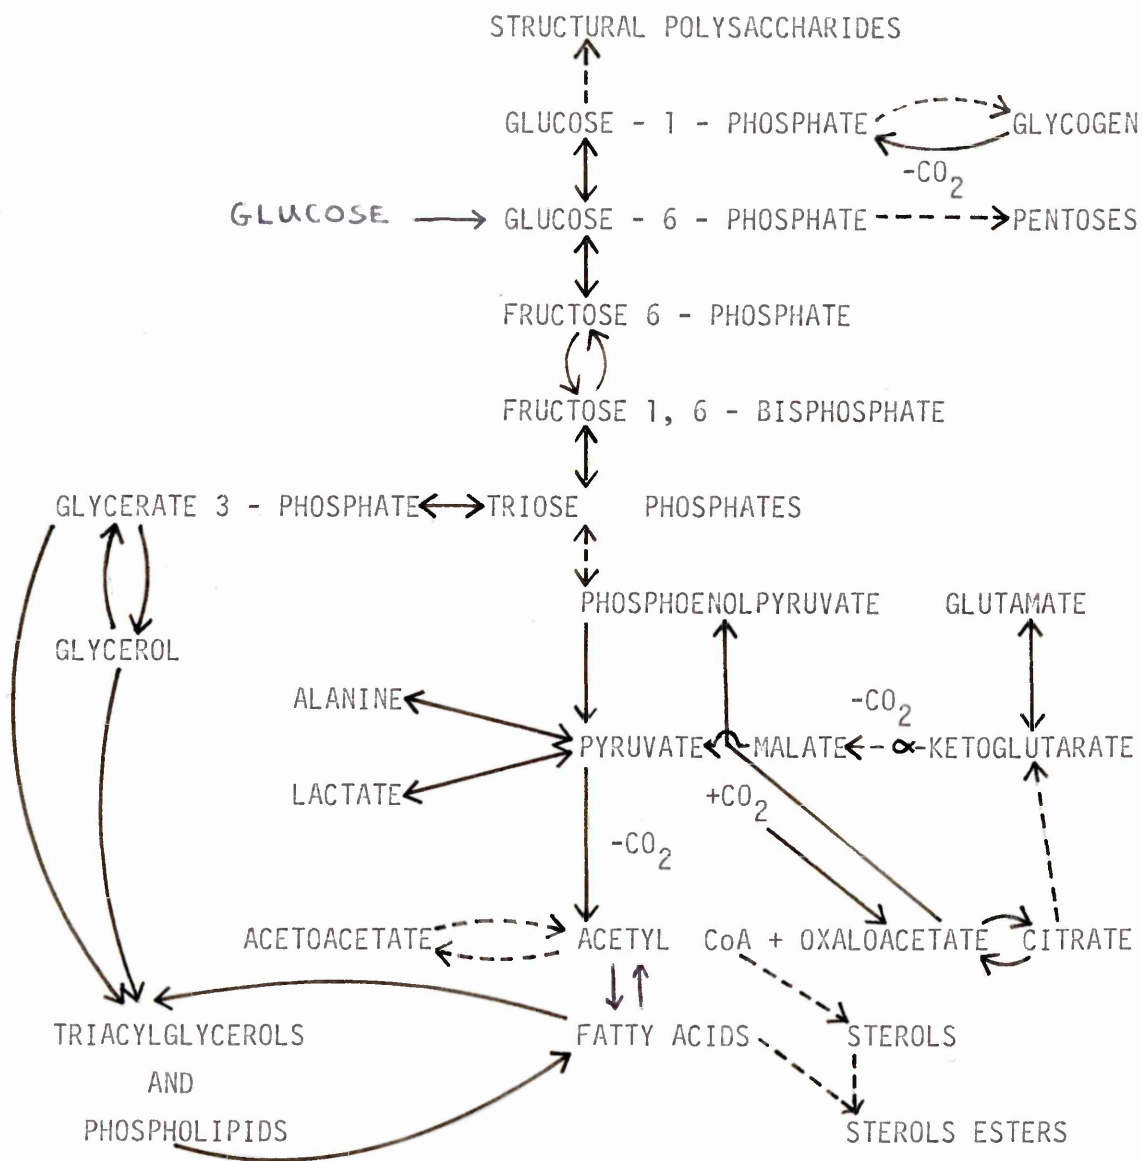 STRUCTURAL POLYSACCHARIDES
GLUCOSE - 1 - PHOSPHATE GLYCOGEN
-CO2
GLUCOSE GLUCOSE - 6 - PHOSPHATE PENTOSES
FRUCTOSE 6 - PHOSPHATE
FRUCTOSE 1, 6 - BISPHOSPHATE
GLYCERATE 3 - PHOSPHATE TRIOSE PHOSPHATES
PHOSPHOENOLPYRUVATE GLUTAMATE
GLYCEROL
ALANINE -CO2
PYRUVATE MALATE α-KETOGLUTARATE
LACTATE +CO2
-CO2
ACETOACETATE ACETYL CoA + OXALOACETATE CITRATE
TRIACYLGLYCEROLS FATTY ACIDS STEROLS
AND
PHOSPHOLIPIDS STEROLS ESTERS